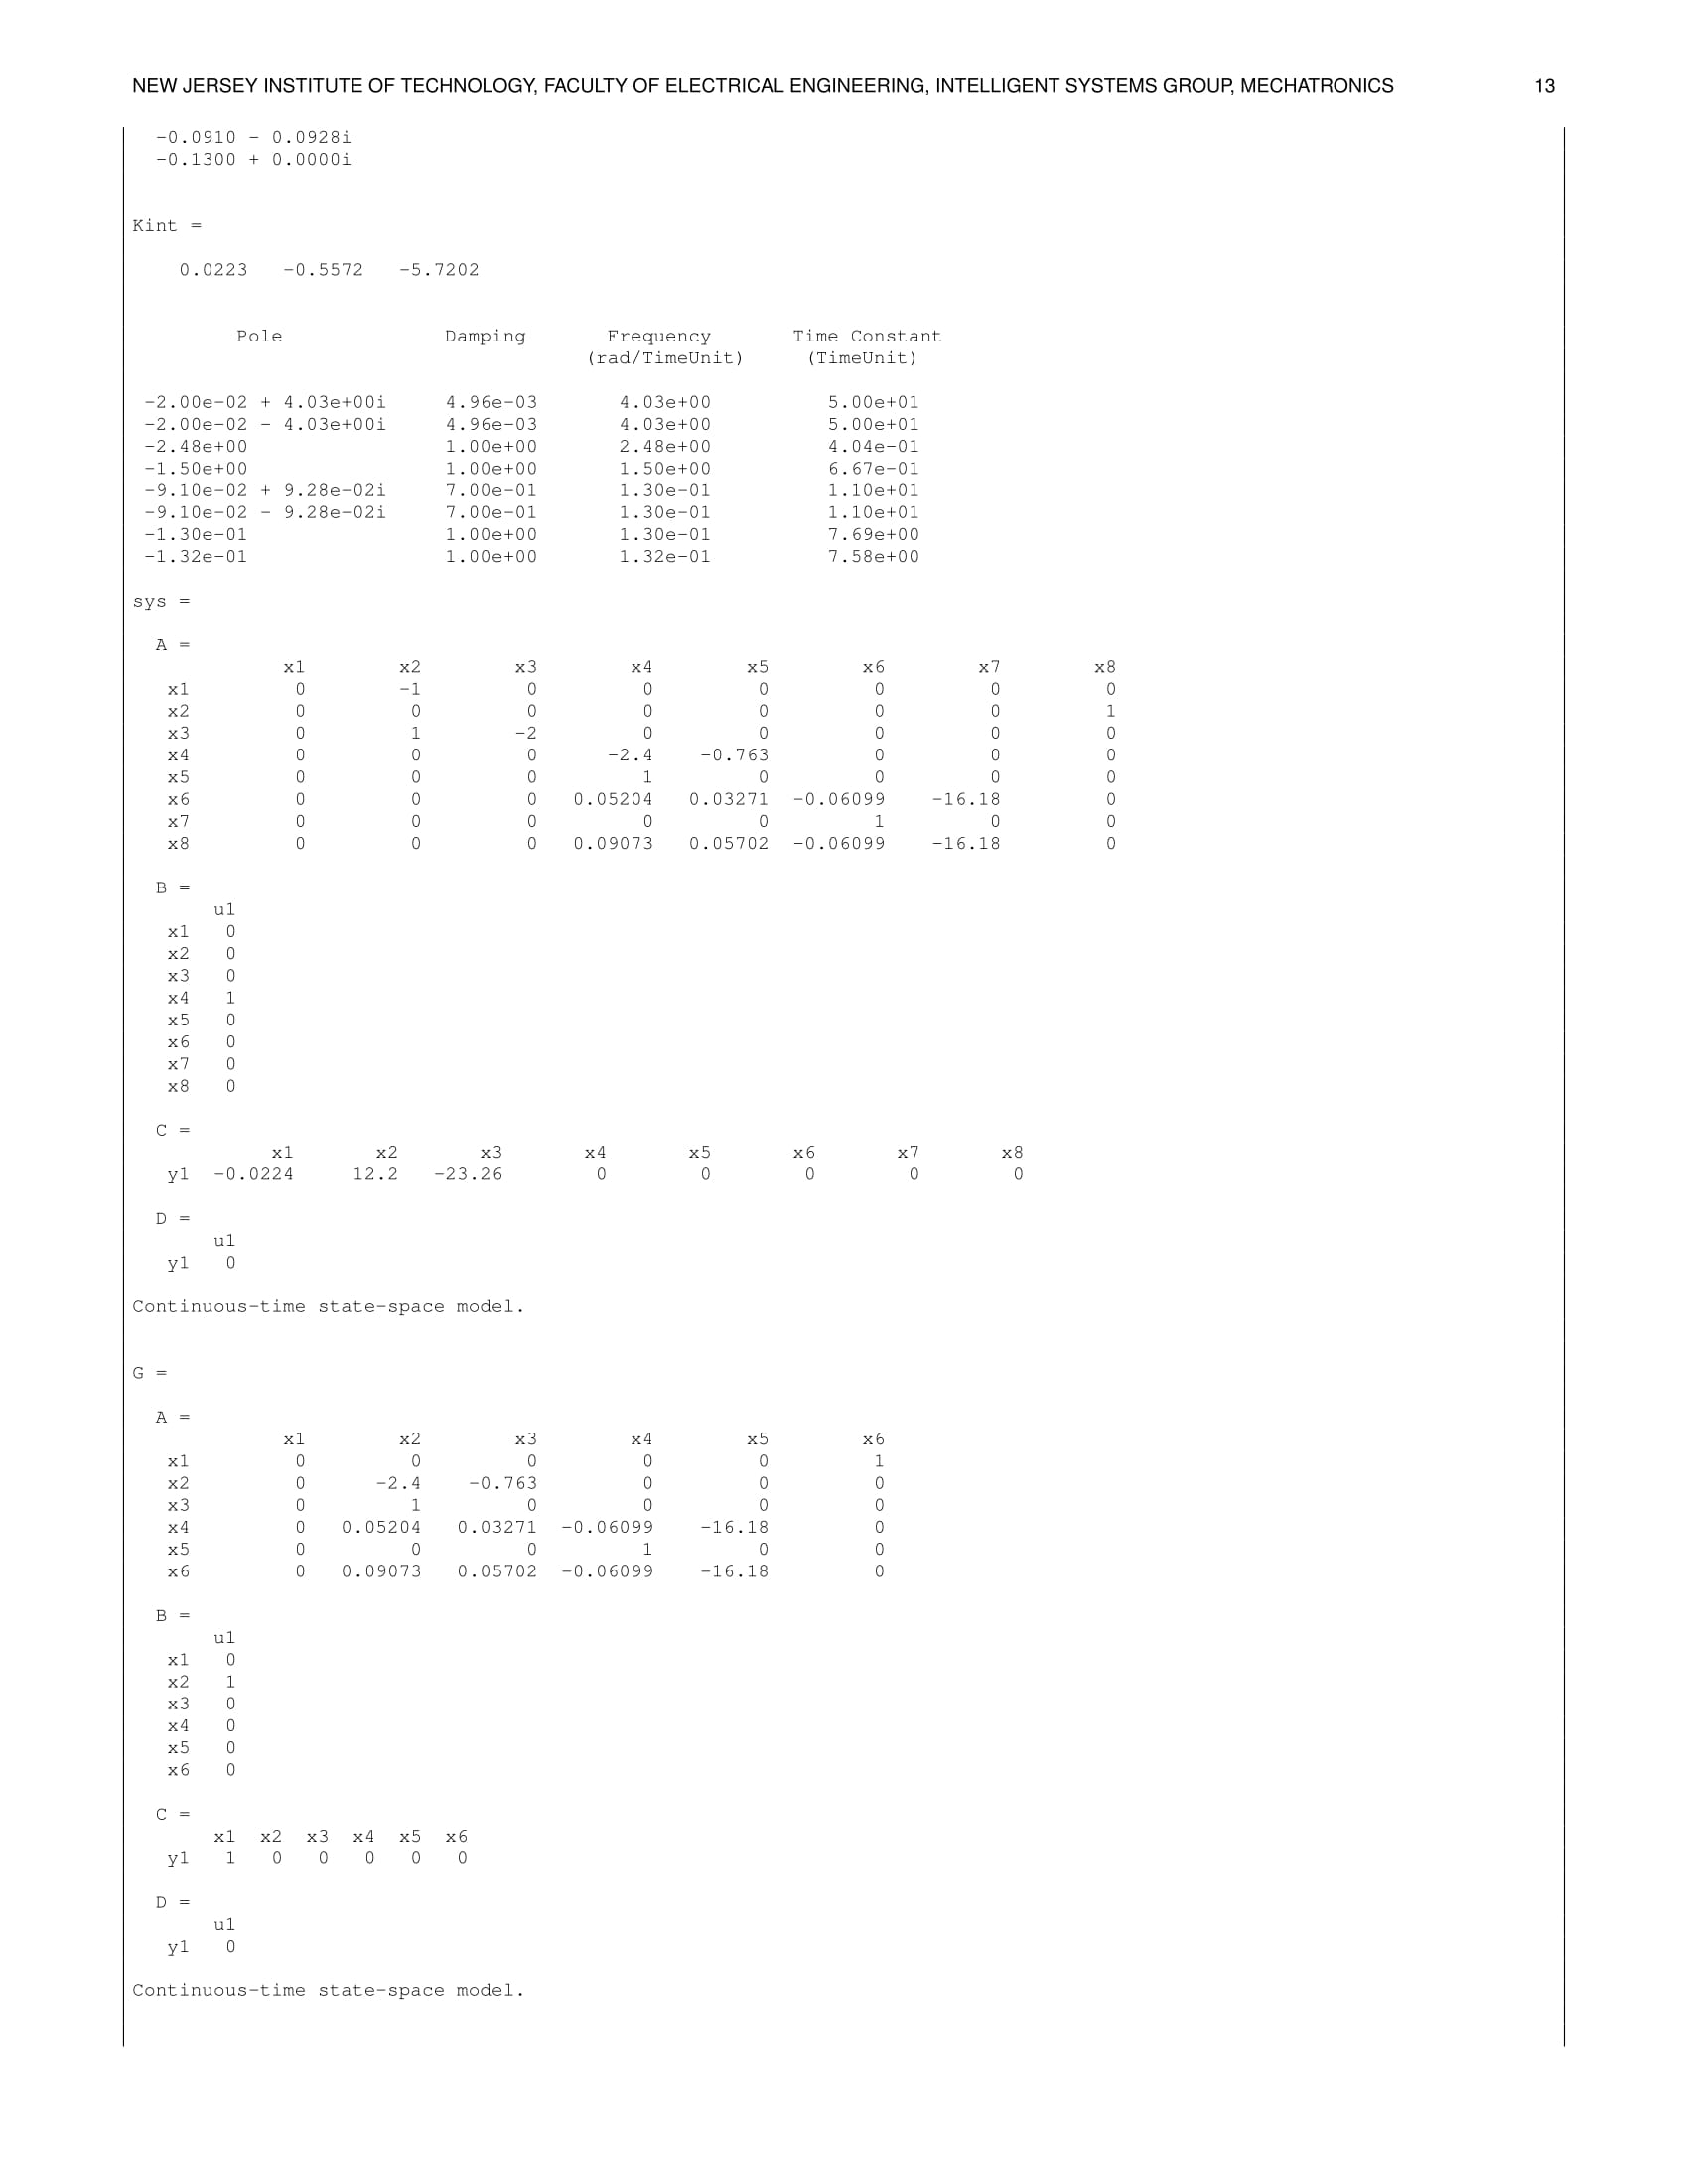 NEW JERSEY INSTITUTE OF TECHNOLOGY, FACULTY OF ELECTRICAL ENGINEERING, INTELLIGENT SYSTEMS GROUP, MECHATRONICS 13
-0.0910 - 0.0928i
-0.1300 + 0.0000i
Kint =
0.0223 -0.5572 -5.7202
Pole Damping Frequency Time Constant
(rad/TimeUnit) (TimeUnit)
-2.00e-02 + 4.03e+00i 4.96e-03 4.03e+00 5.00e+01
-2.00e-02 - 4.03e+00i 4.96e-03 4.03e+00 5.00e+01
-2.48e+00 1.00e+00 2.48e+00 4.04e-01
-1.50e+00 1.00e+00 1.50e+00 6.67e-01
-9.10e-02 + 9.28e-02i 7.00e-01 1.30e-01 1.10e+01
-9.10e-02 - 9.28e-02i 7.00e-01 1.30e-01 1.10e+01
-1.30e-01 1.00e+00 1.30e-01 7.69e+00
-1.32e-01 1.00e+00 1.32e-01 7.58e+00
sys =
A =
x1 x2 x3 x4 x5 x6 x7 x8
x1 0 -1 0 0 0 0 0 0
x2 0 0 0 0 0 0 0 1
x3 0 1 -2 0 0 0 0 0
x4 0 0 0 -2.4 -0.763 0 0 0
x5 0 0 0 1 0 0 0 0
x6 0 0 0 0.05204 0.03271 -0.06099 -16.18 0
x7 0 0 0 0 0 1 0 0
x8 0 0 0 0.09073 0.05702 -0.06099 -16.18 0
B =
u1
x1 0
x2 0
x3 0
x4 1
x5 0
x6 0
x7 0
x8 0
C =
x1 x2 x3 x4 x5 x6 x7 x8
y1 -0.0224 12.2 -23.26 0 0 0 0 0
D =
u1
y1 0
Continuous-time state-space model.
G =
A =
x1 x2 x3 x4 x5 x6
x1 0 0 0 0 0 1
x2 0 -2.4 -0.763 0 0 0
x3 0 1 0 0 0 0
x4 0 0.05204 0.03271 -0.06099 -16.18 0
x5 0 0 0 1 0 0
x6 0 0.09073 0.05702 -0.06099 -16.18 0
B =
u1
x1 0
x2 1
x3 0
x4 0
x5 0
x6 0
C =
x1 x2 x3 x4 x5 x6
y1 1 0 0 0 0 0
D =
u1
y1 0
Continuous-time state-space model.